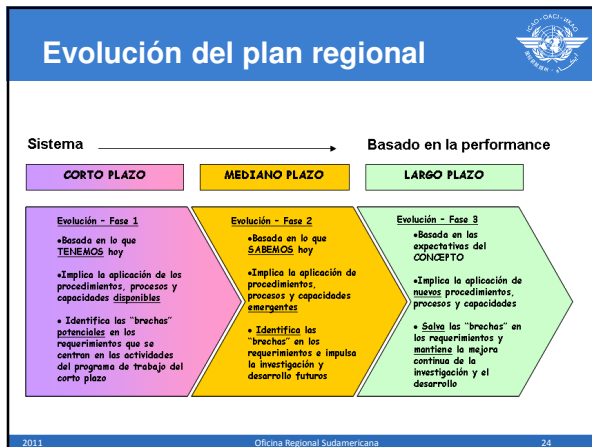 Evolución del plan regional
ICAO · OACI · ИКАО
Sistema
Basado en la performance
CORTO PLAZO
MEDIANO PLAZO
LARGO PLAZO
Evolución – Fase 1
•Basada en lo que
TENEMOS hoy
•Implica la aplicación de los
procedimientos, procesos y
capacidades disponibles
• Identifica las "brechas"
potenciales en los
requerimientos que se
centran en las actividades
del programa de trabajo del
corto plazo
Evolución – Fase 2
•Basada en lo que
SABEMOS hoy
•Implica la aplicación de
procedimientos,
procesos y capacidades
emergentes
• Identifica las
"brechas" en los
requerimientos e impulsa
la investigación y
desarrollo futuros
Evolución – Fase 3
•Basada en las
expectativas del
CONCEPTO
•Implica la aplicación de
nuevos procedimientos,
procesos y capacidades
• Salva las "brechas" en
los requerimientos y
mantiene la mejora
continua de la
investigación y el
desarrollo
2011
Oficina Regional Sudamericana
24